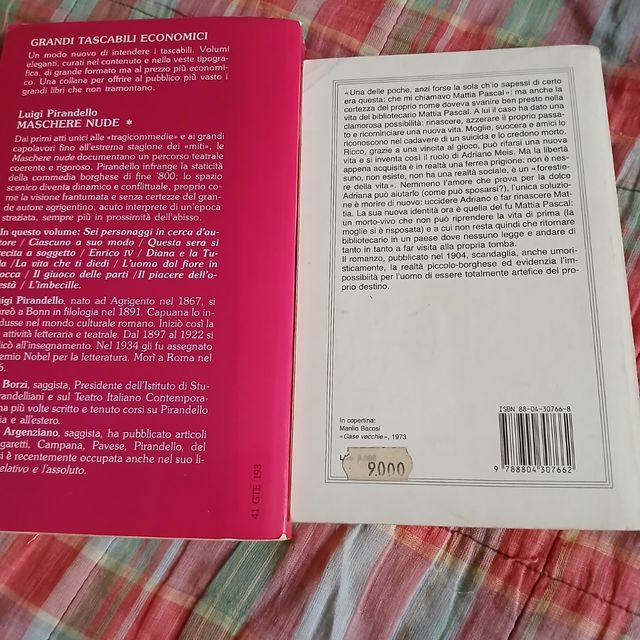 GRANDI TASCABILI ECONOMICI
Un modo nuovo di intendere i tascabili. Volumi
eleganti, curati nel contenuto e nella veste tipogra-
fica, di grande formato ma al prezzo più economi-
co. Una collana per offrire al pubblico più vasto i
grandi libri che non tramontano.
Luigi Pirandello
MASCHERE NUDE *
Dai primi atti unici alle «tragicommedie» e ai grandi
capolavori fino all'estrema stagione dei «miti», le
Maschere nude documentano un percorso teatrale
coerente e rigoroso. Pirandello infrange la staticità
della commedia borghese di fine '800; lo spazio
scenico diventa dinamico e conflittuale, proprio co-
me la visione frantumata e senza certezze del gran-
de autore agrigentino, acuto interprete di un'epoca
straziata, sempre più in prossimità dell'abisso.
In questo volume: Sei personaggi in cerca d'au-
tore / Ciascuno a suo modo / Questa sera si
recita a soggetto / Enrico IV / Diana e la Tu-
da / La vita che ti diedi / L'uomo dal fiore in
occa / Il giuoco delle parti / Il piacere dell'o-
està / L'imbecille.
igi Pirandello, nato ad Agrigento nel 1867, si
reò a Bonn in filologia nel 1891. Capuana lo in-
dusse nel mondo culturale romano. Iniziò così la
attività letteraria e teatrale. Dal 1897 al 1922 si
licò all'insegnamento. Nel 1934 gli fu assegnato
emio Nobel per la letteratura. Morì a Roma nel
6.
Borzi, saggista, Presidente dell'Istituto di Stu-
randelliani e sul Teatro Italiano Contempora-
na più volte scritto e tenuto corsi su Pirandello
ia e all'estero.
Argenziano, saggista, ha pubblicato articoli
garetti, Campana, Pavese, Pirandello, del
si è recentemente occupata anche nel suo li-
elativo e l'assoluto.
41 GTE 193
«Una delle poche, anzi forse la sola ch'io sapessi di certo
era questa: che mi chiamavo Mattia Pascal»: ma anche la
certezza del proprio nome doveva svanire ben presto nella
vita del bibliotecario Mattia Pascal. A lui il caso ha dato una
clamorosa possibilità: rinascere, azzerare il proprio passa-
to e ricominciare una nuova vita. Moglie, suocera e amici lo
riconoscono nel cadavere di un suicida e lo credono morto.
Ricco, grazie a una vincita al gioco, può rifarsi una nuova
vita e si inventa così il ruolo di Adriano Meis. Ma la libertà
appena acquisita è in realtà una ferrea prigione: non è nes-
suno, non esiste, non ha una realtà sociale, è un «forestie-
re della vita». Nemmeno l'amore che prova per la dolce
Adriana può aiutarlo (come può sposarsi?), l'unica soluzio-
ne è morire di nuovo: uccidere Adriano e far rinascere Mat-
tia. La sua nuova identità ora è quella del fu Mattia Pascal:
un morto-vivo che non può riprendere la vita di prima (la
moglie si è risposata) e a cui non resta quindi che ritornare
bibliotecario in un paese dove nessuno legge e andare di
tanto in tanto a far visita alla propria tomba.
Il romanzo, pubblicato nel 1904, scandaglia, anche umori-
sticamente, la realtà piccolo-borghese ed evidenzia l'im-
possibilità per l'uomo di essere totalmente artefice del pro-
prio destino.
In copertina:
Manlio Bacosi
«Case vecchie», 1973
ISBN 88-04-30766-8
9 788804 307662
9.000